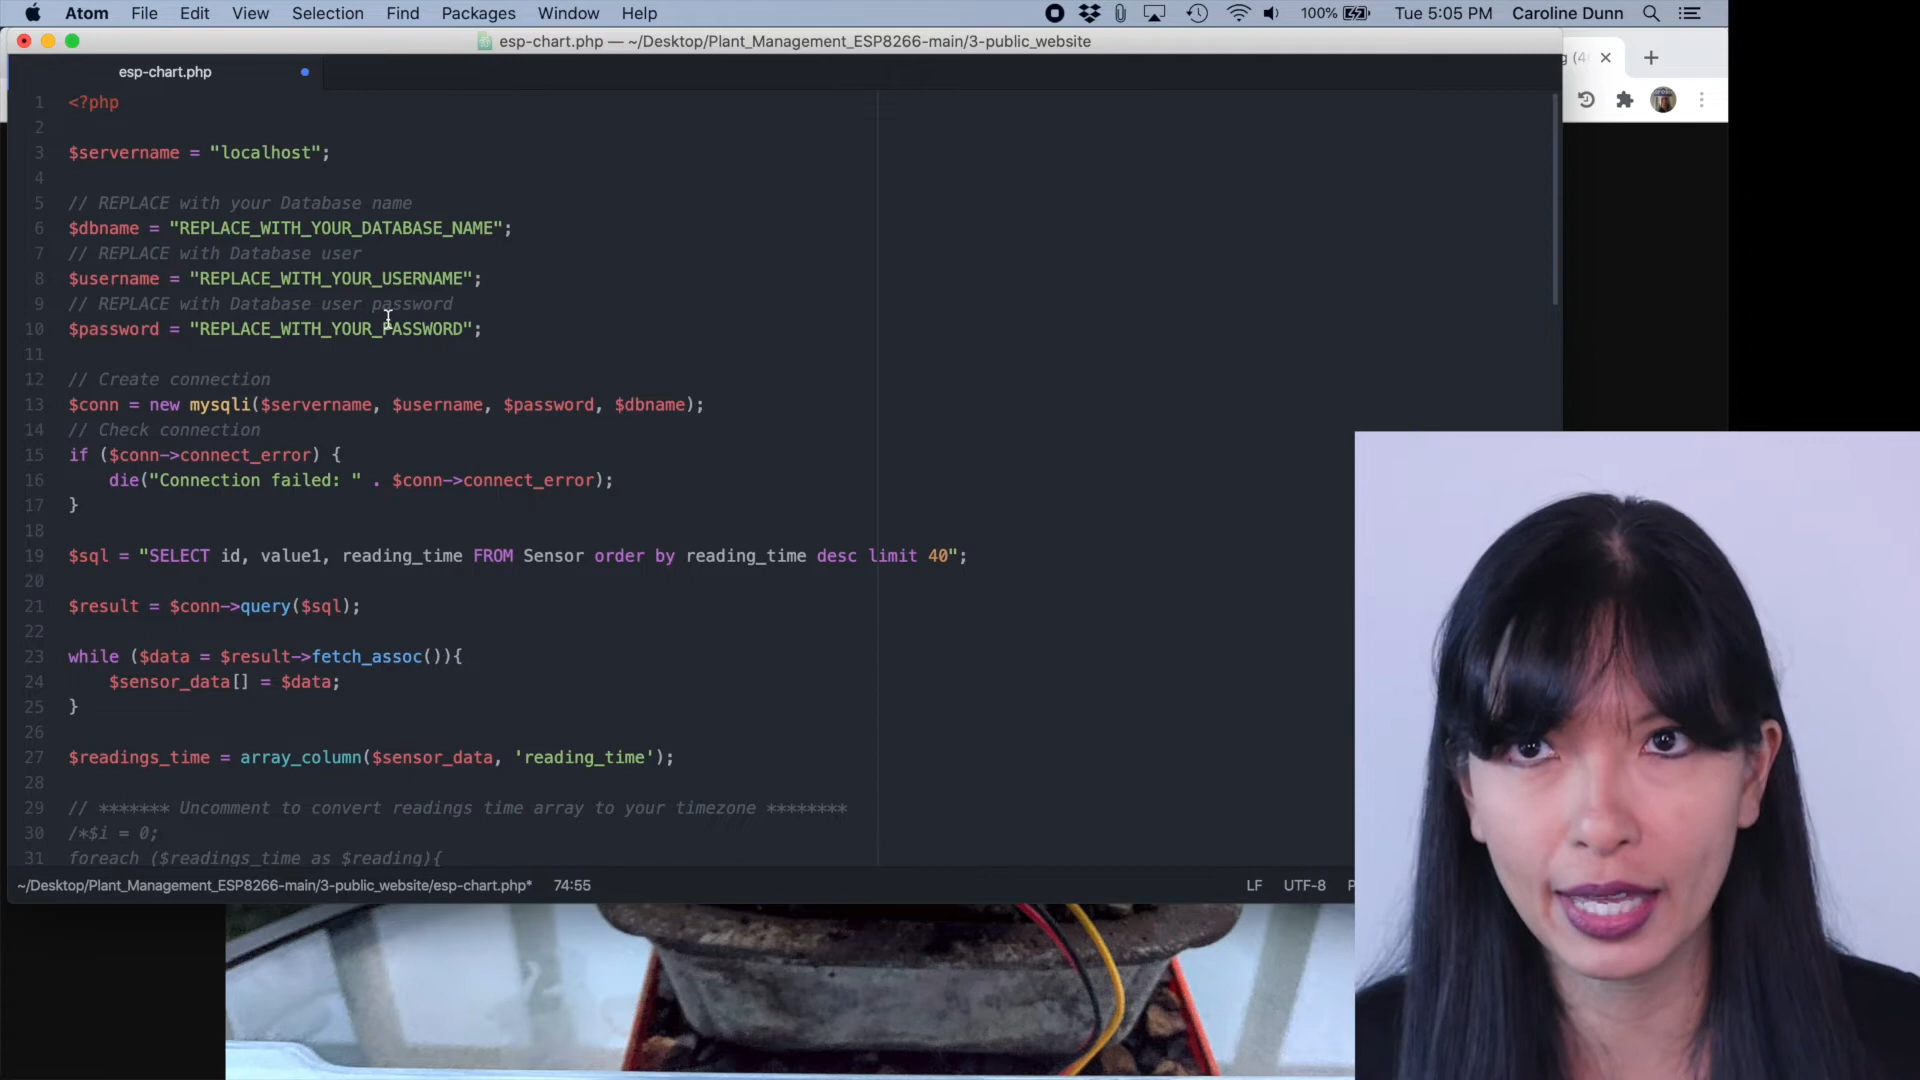 Atom File Edit View Selection Find Packages Window Help 100% Tue 5:05 PM Caroline Dunn
esp-chart.php — ~/Desktop/Plant_Management_ESP8266-main/3-public_website
esp-chart.php
1 <?php
2
3 $servername = "localhost";
4
5 // REPLACE with your Database name
6 $dbname = "REPLACE_WITH_YOUR_DATABASE_NAME";
7 // REPLACE with Database user
8 $username = "REPLACE_WITH_YOUR_USERNAME";
9 // REPLACE with Database user password
10 $password = "REPLACE_WITH_YOUR_PASSWORD";
11
12 // Create connection
13 $conn = new mysqli($servername, $username, $password, $dbname);
14 // Check connection
15 if ($conn->connect_error) {
16 die("Connection failed: " . $conn->connect_error);
17 }
18
19 $sql = "SELECT id, value1, reading_time FROM Sensor order by reading_time desc limit 40";
20
21 $result = $conn->query($sql);
22
23 while ($data = $result->fetch_assoc()){
24 $sensor_data[] = $data;
25 }
26
27 $readings_time = array_column($sensor_data, 'reading_time');
28
29 // ******* Uncomment to convert readings time array to your timezone ********
30 /*$i = 0;
31 foreach ($readings_time as $reading){
~/Desktop/Plant_Management_ESP8266-main/3-public_website/esp-chart.php* 74:55 LF UTF-8